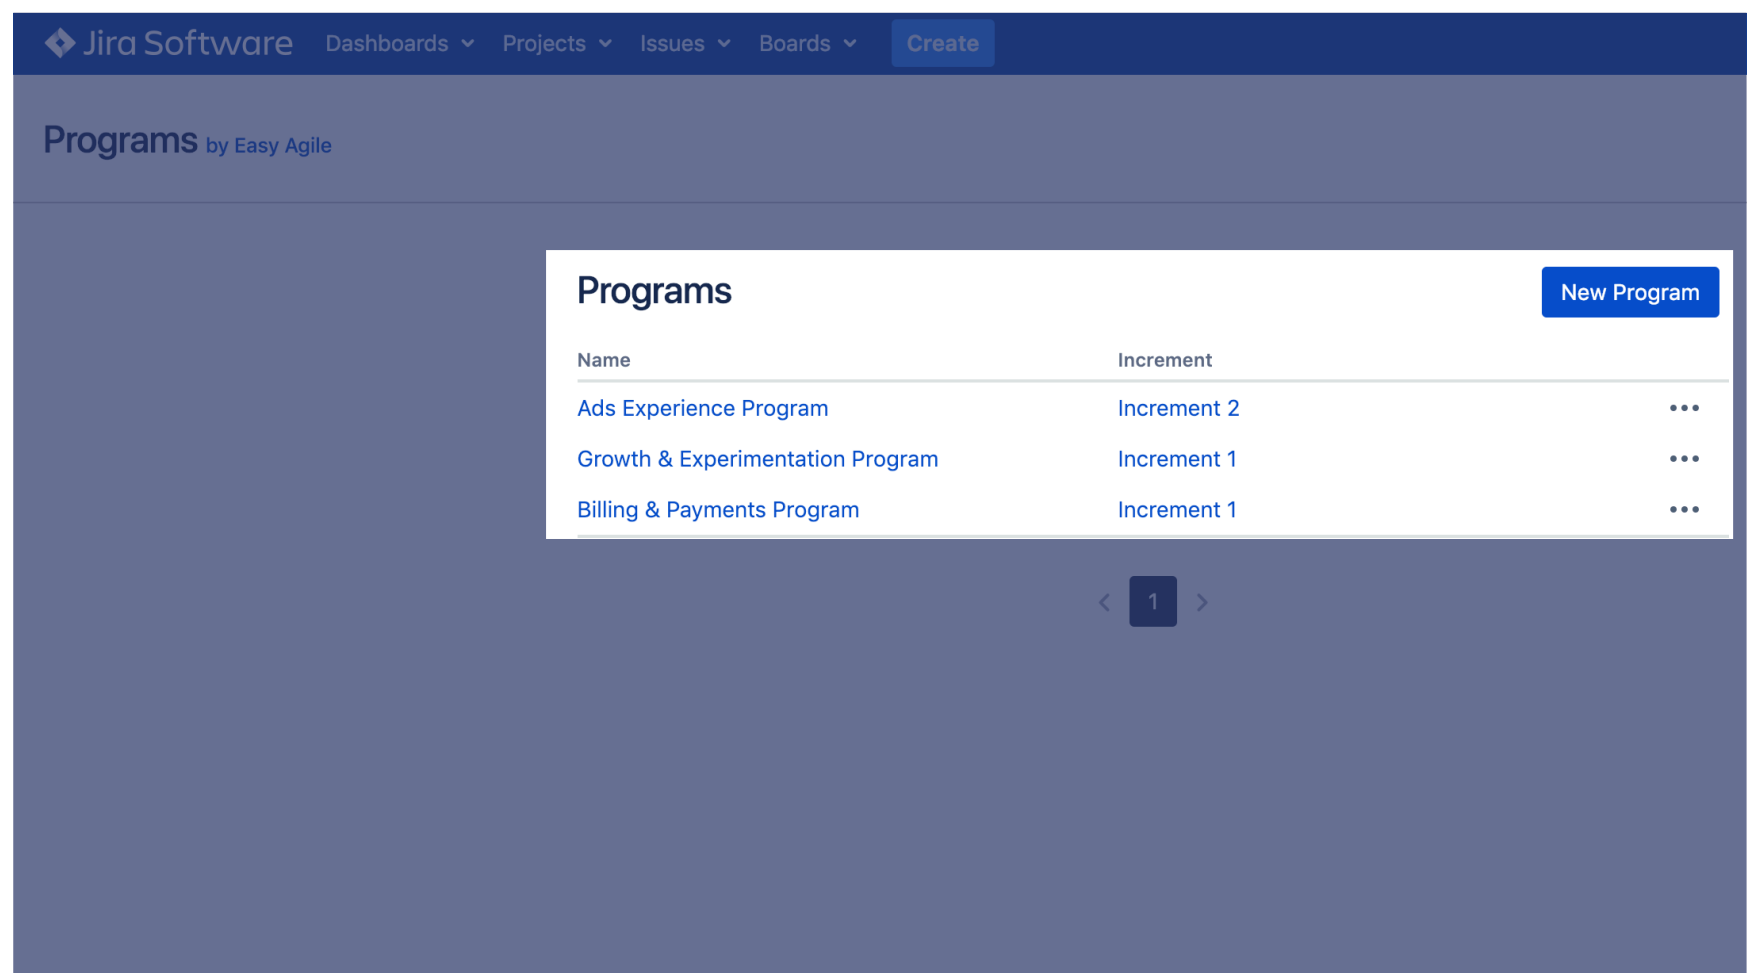 Jira Software Dashboards Projects Issues Boards Create
Programs by Easy Agile
Programs New Program
Name Increment
Ads Experience Program Increment 2
Growth & Experimentation Program Increment 1
Billing & Payments Program Increment 1
1